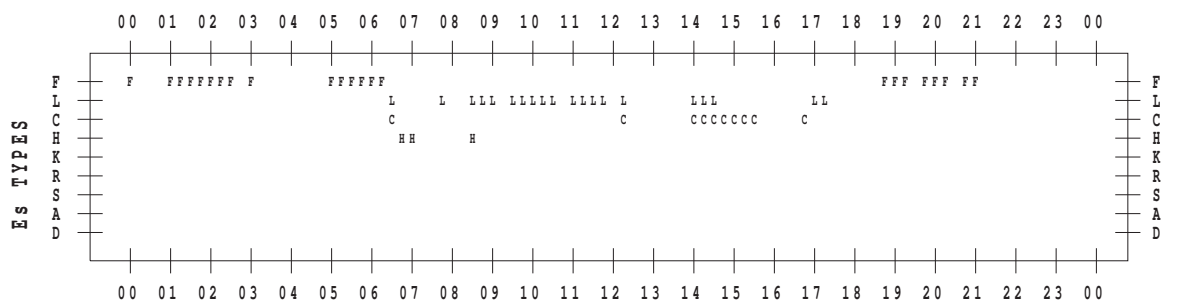 00 01 02 03 04 05 06 07 08 09 10 11 12 13 14 15 16 17 18 19 20 21 22 23 00
Es TYPES
F F FFFFFFF F FFFFFF FFF FFF FF F
L L L LLL LLLLL LLLL L LLL LL L
C C C CCCCCCC C C
H HH H H
K K
R R
S S
A A
D D
00 01 02 03 04 05 06 07 08 09 10 11 12 13 14 15 16 17 18 19 20 21 22 23 00